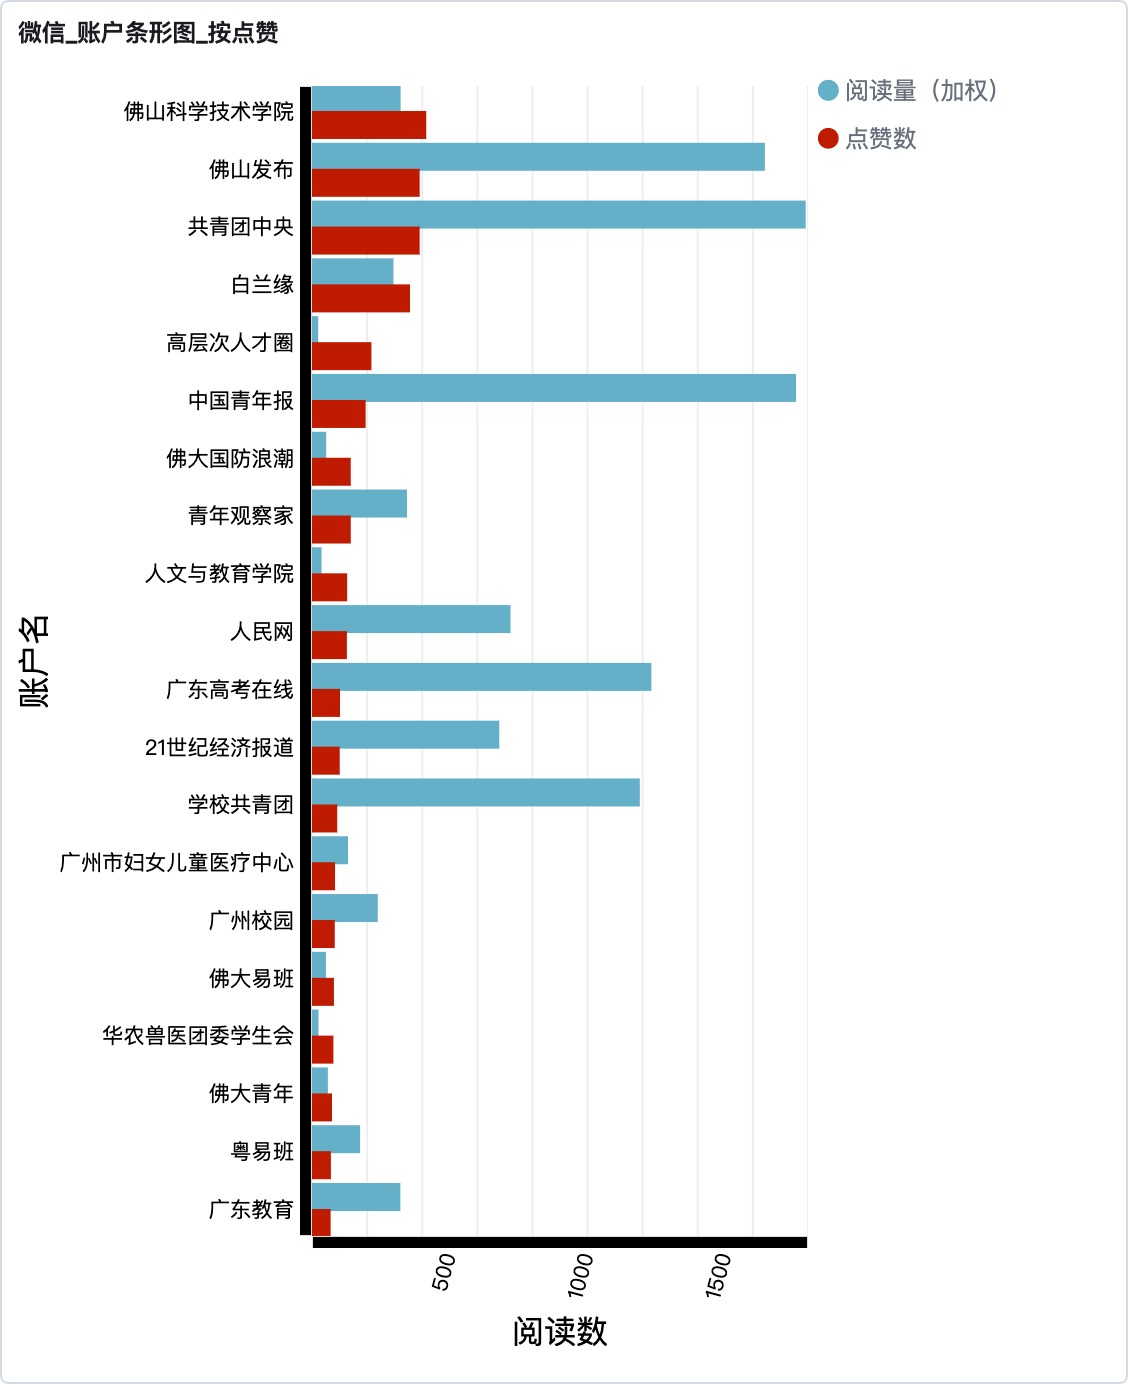 微信_账户条形图_按点赞
阅读量（加权）
点赞数
佛山科学技术学院
佛山发布
共青团中央
白兰缘
高层次人才圈
中国青年报
佛大国防浪潮
青年观察家
人文与教育学院
人民网
广东高考在线
21世纪经济报道
学校共青团
广州市妇女儿童医疗中心
广州校园
佛大易班
华农兽医团委学生会
佛大青年
粤易班
广东教育
账户名
500
1000
1500
阅读数